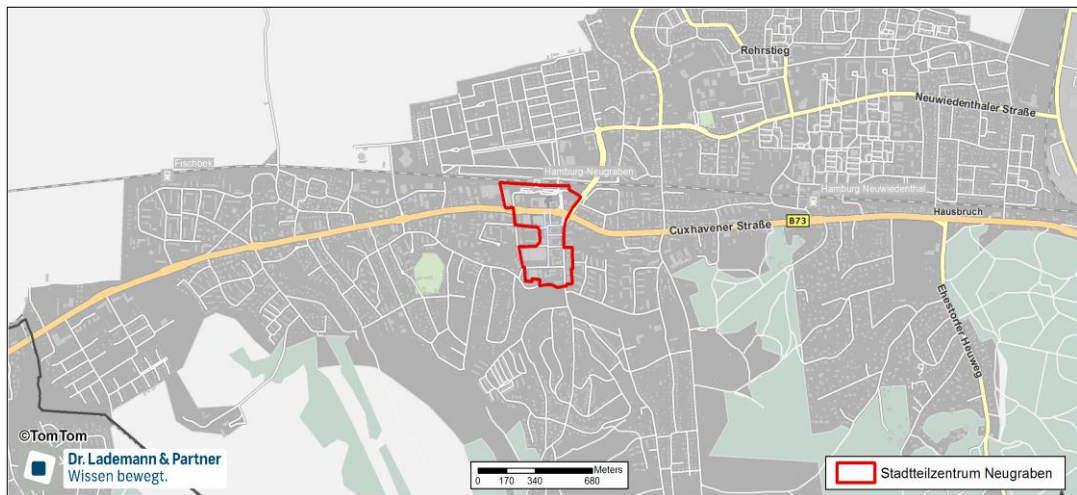 Rehrstieg
Neuwiedenthaler Straße
Fischbek
Hamburg-Neugraben
Hamburg Neuwiedenthal
Hausbruch
B73
Cuxhavener Straße
Ehestorfer Heuweg
©TomTom
Dr. Lademann & Partner
Wissen bewegt.
Meters
0 170 340 680
Stadtteilzentrum Neugraben